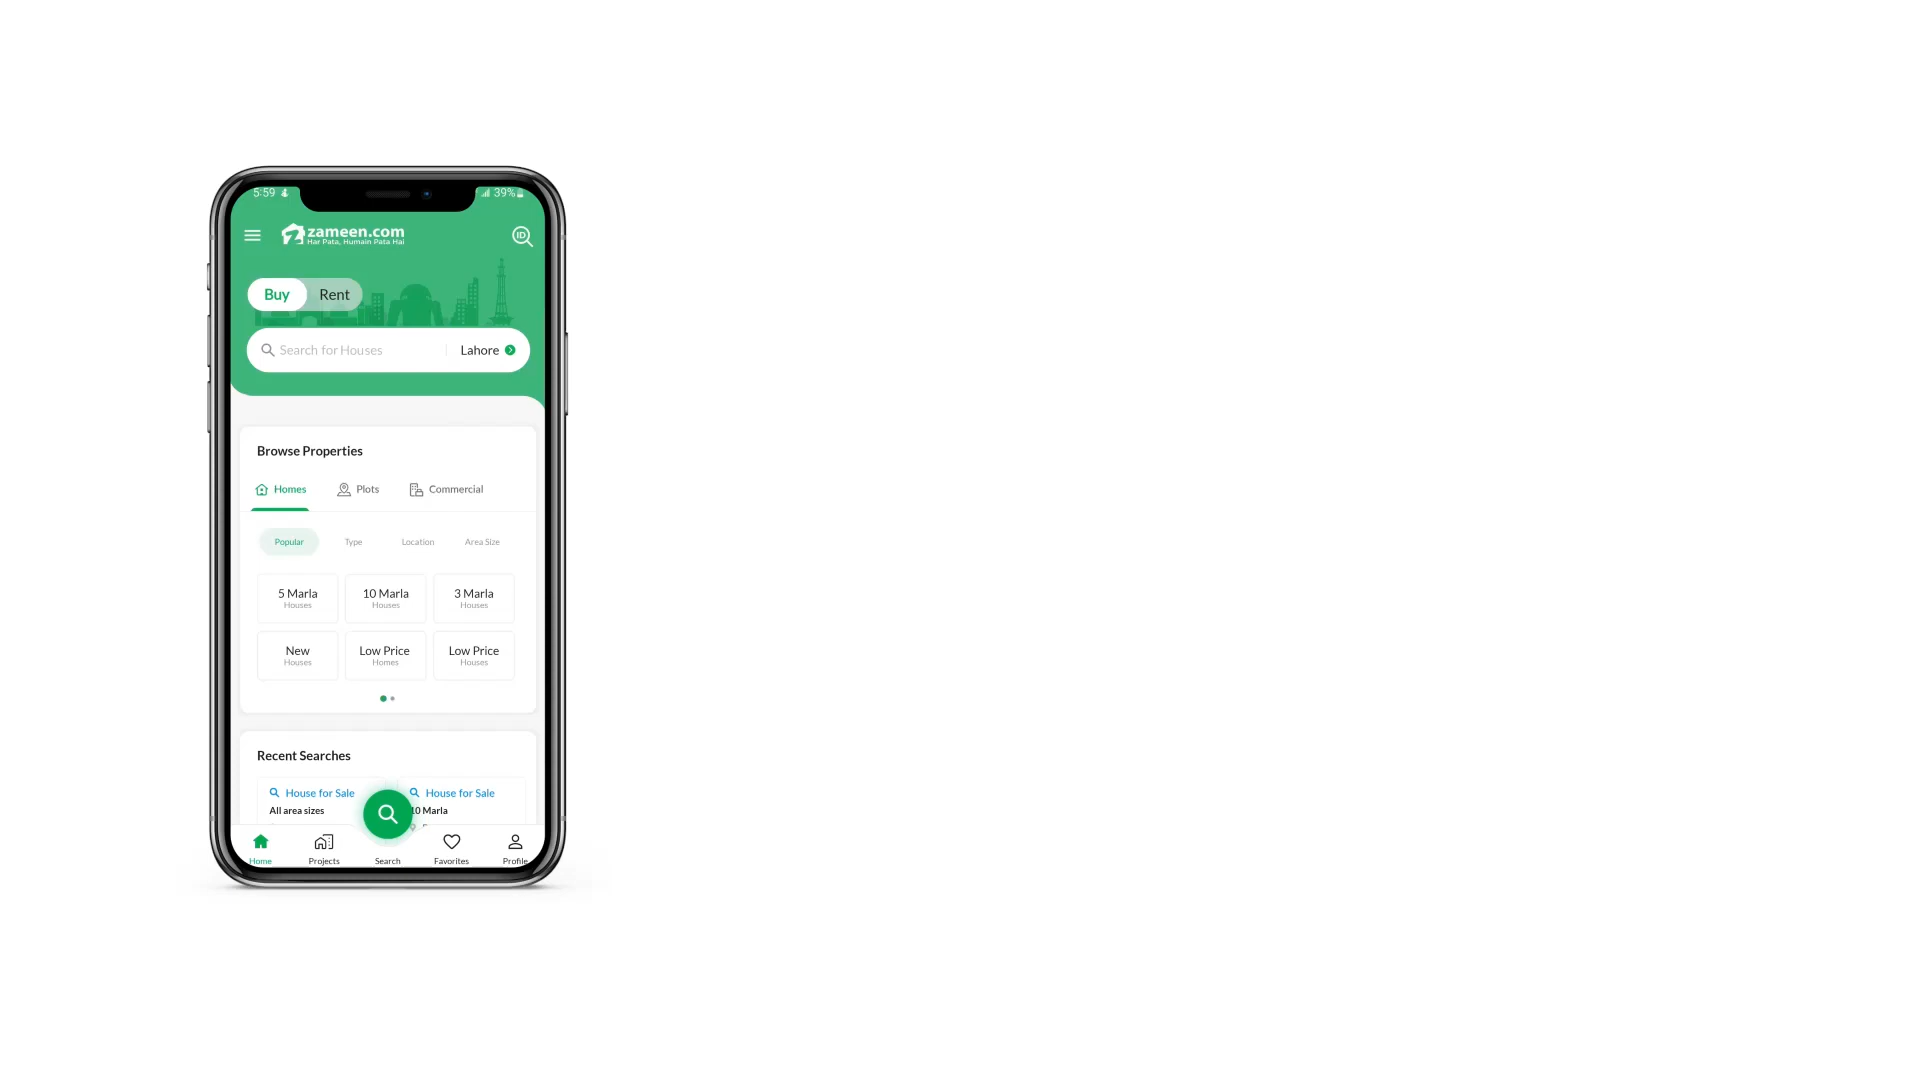 5:59
39%
zameen.com
Har Pata, Humain Pata Hai
ID
Buy Rent
Search for Houses Lahore
Browse Properties
Homes Plots Commercial
Popular Type Location Area Size
5 Marla 10 Marla 3 Marla
Houses Houses Houses
New Low Price Low Price
Houses Homes Houses
Recent Searches
House for Sale House for Sale
All area sizes 10 Marla
Home Projects Search Favorites Profile